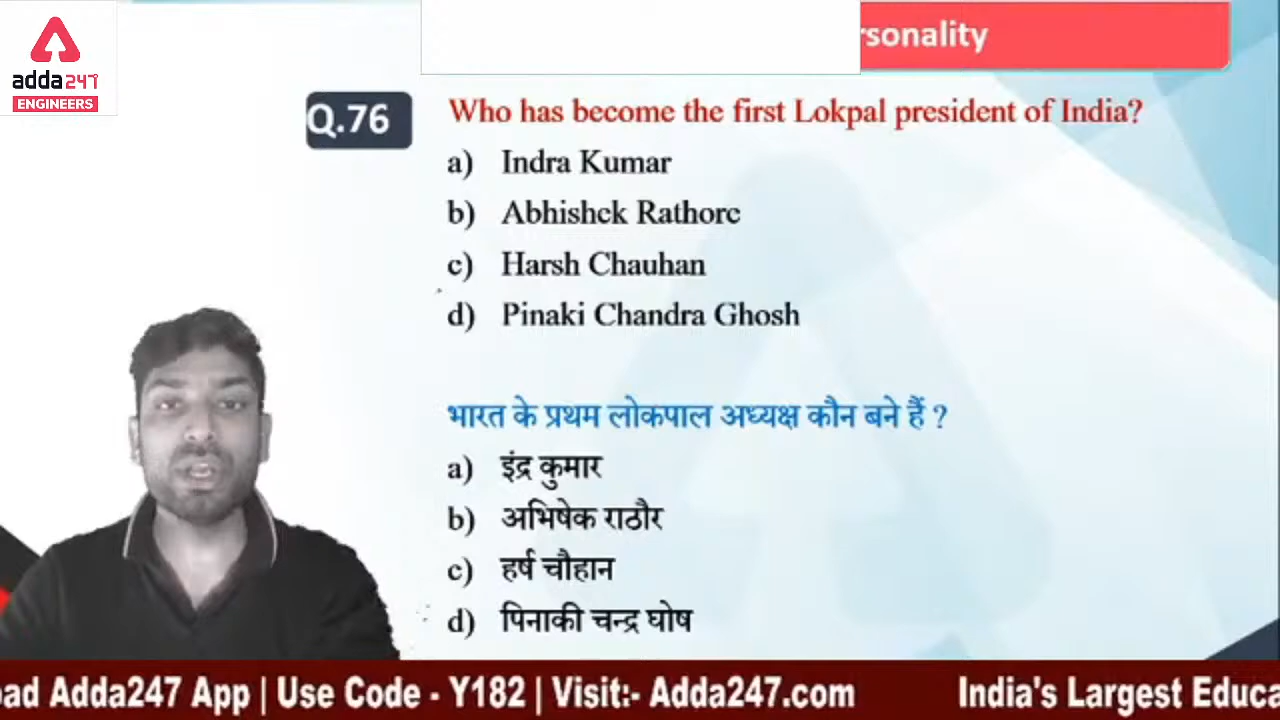 adda247
ENGINEERS
rsonality
Q.76
Who has become the first Lokpal president of India?
a) Indra Kumar
b) Abhishek Rathore
c) Harsh Chauhan
d) Pinaki Chandra Ghosh
भारत के प्रथम लोकपाल अध्यक्ष कौन बने हैं ?
a) इंद्र कुमार
b) अभिषेक राठौर
c) हर्ष चौहान
d) पिनाकी चन्द्र घोष
ad Adda247 App | Use Code - Y182 | Visit:- Adda247.com India's Largest Educa